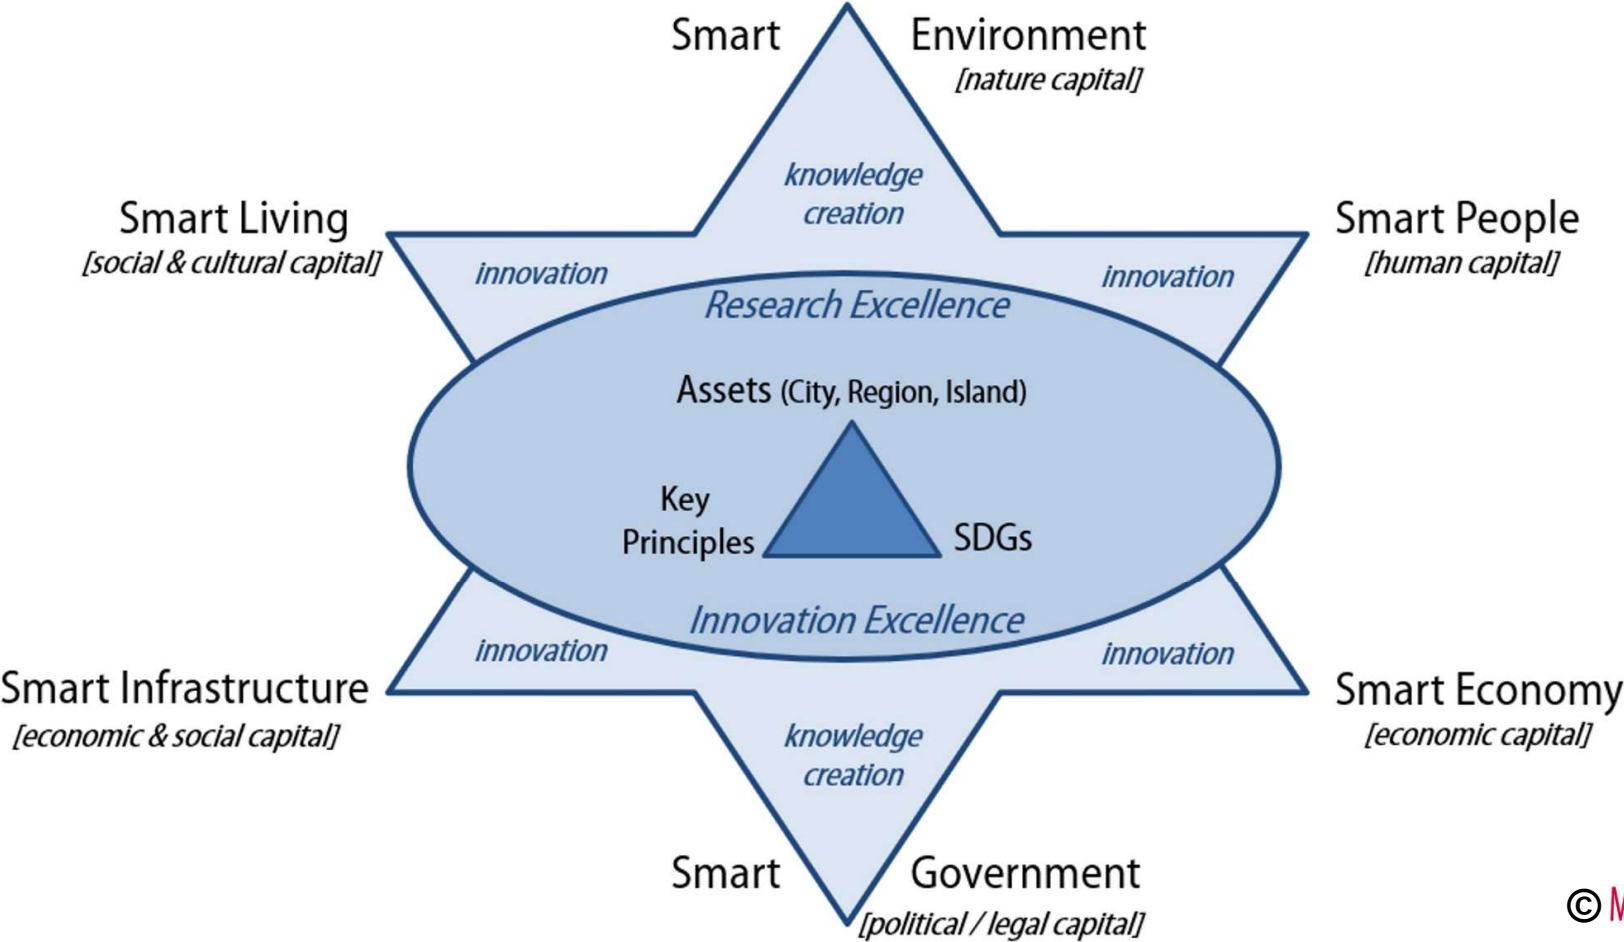 Smart Environment
[nature capital]
knowledge
creation
Smart Living
[social & cultural capital]
Smart People
[human capital]
innovation
innovation
Research Excellence
Assets (City, Region, Island)
Key
Principles
SDGs
Innovation Excellence
innovation
innovation
Smart Infrastructure
[economic & social capital]
Smart Economy
[economic capital]
knowledge
creation
Smart Government
[political / legal capital]
©